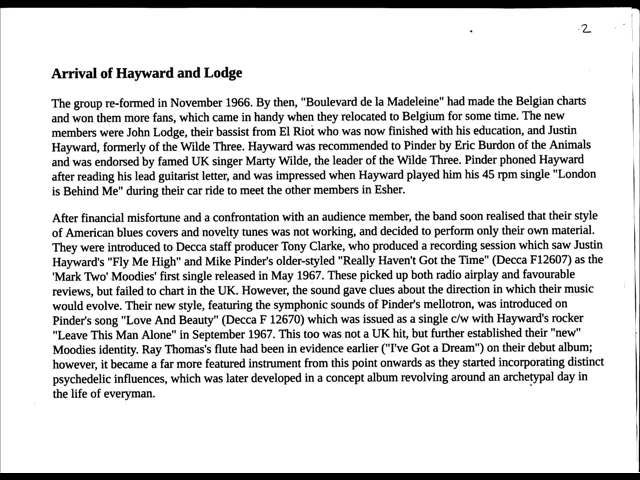 2
Arrival of Hayward and Lodge
The group re-formed in November 1966. By then, "Boulevard de la Madeleine" had made the Belgian charts
and won them more fans, which came in handy when they relocated to Belgium for some time. The new
members were John Lodge, their bassist from El Riot who was now finished with his education, and Justin
Hayward, formerly of the Wilde Three. Hayward was recommended to Pinder by Eric Burdon of the Animals
and was endorsed by famed UK singer Marty Wilde, the leader of the Wilde Three. Pinder phoned Hayward
after reading his lead guitarist letter, and was impressed when Hayward played him his 45 rpm single "London
is Behind Me" during their car ride to meet the other members in Esher.
After financial misfortune and a confrontation with an audience member, the band soon realised that their style
of American blues covers and novelty tunes was not working, and decided to perform only their own material.
They were introduced to Decca staff producer Tony Clarke, who produced a recording session which saw Justin
Hayward's "Fly Me High" and Mike Pinder's older-styled "Really Haven't Got the Time" (Decca F12607) as the
'Mark Two' Moodies' first single released in May 1967. These picked up both radio airplay and favourable
reviews, but failed to chart in the UK. However, the sound gave clues about the direction in which their music
would evolve. Their new style, featuring the symphonic sounds of Pinder's mellotron, was introduced on
Pinder's song "Love And Beauty" (Decca F 12670) which was issued as a single c/w with Hayward's rocker
"Leave This Man Alone" in September 1967. This too was not a UK hit, but further established their "new"
Moodies identity. Ray Thomas's flute had been in evidence earlier ("I've Got a Dream") on their debut album;
however, it became a far more featured instrument from this point onwards as they started incorporating distinct
psychedelic influences, which was later developed in a concept album revolving around an archetypal day in
the life of everyman.